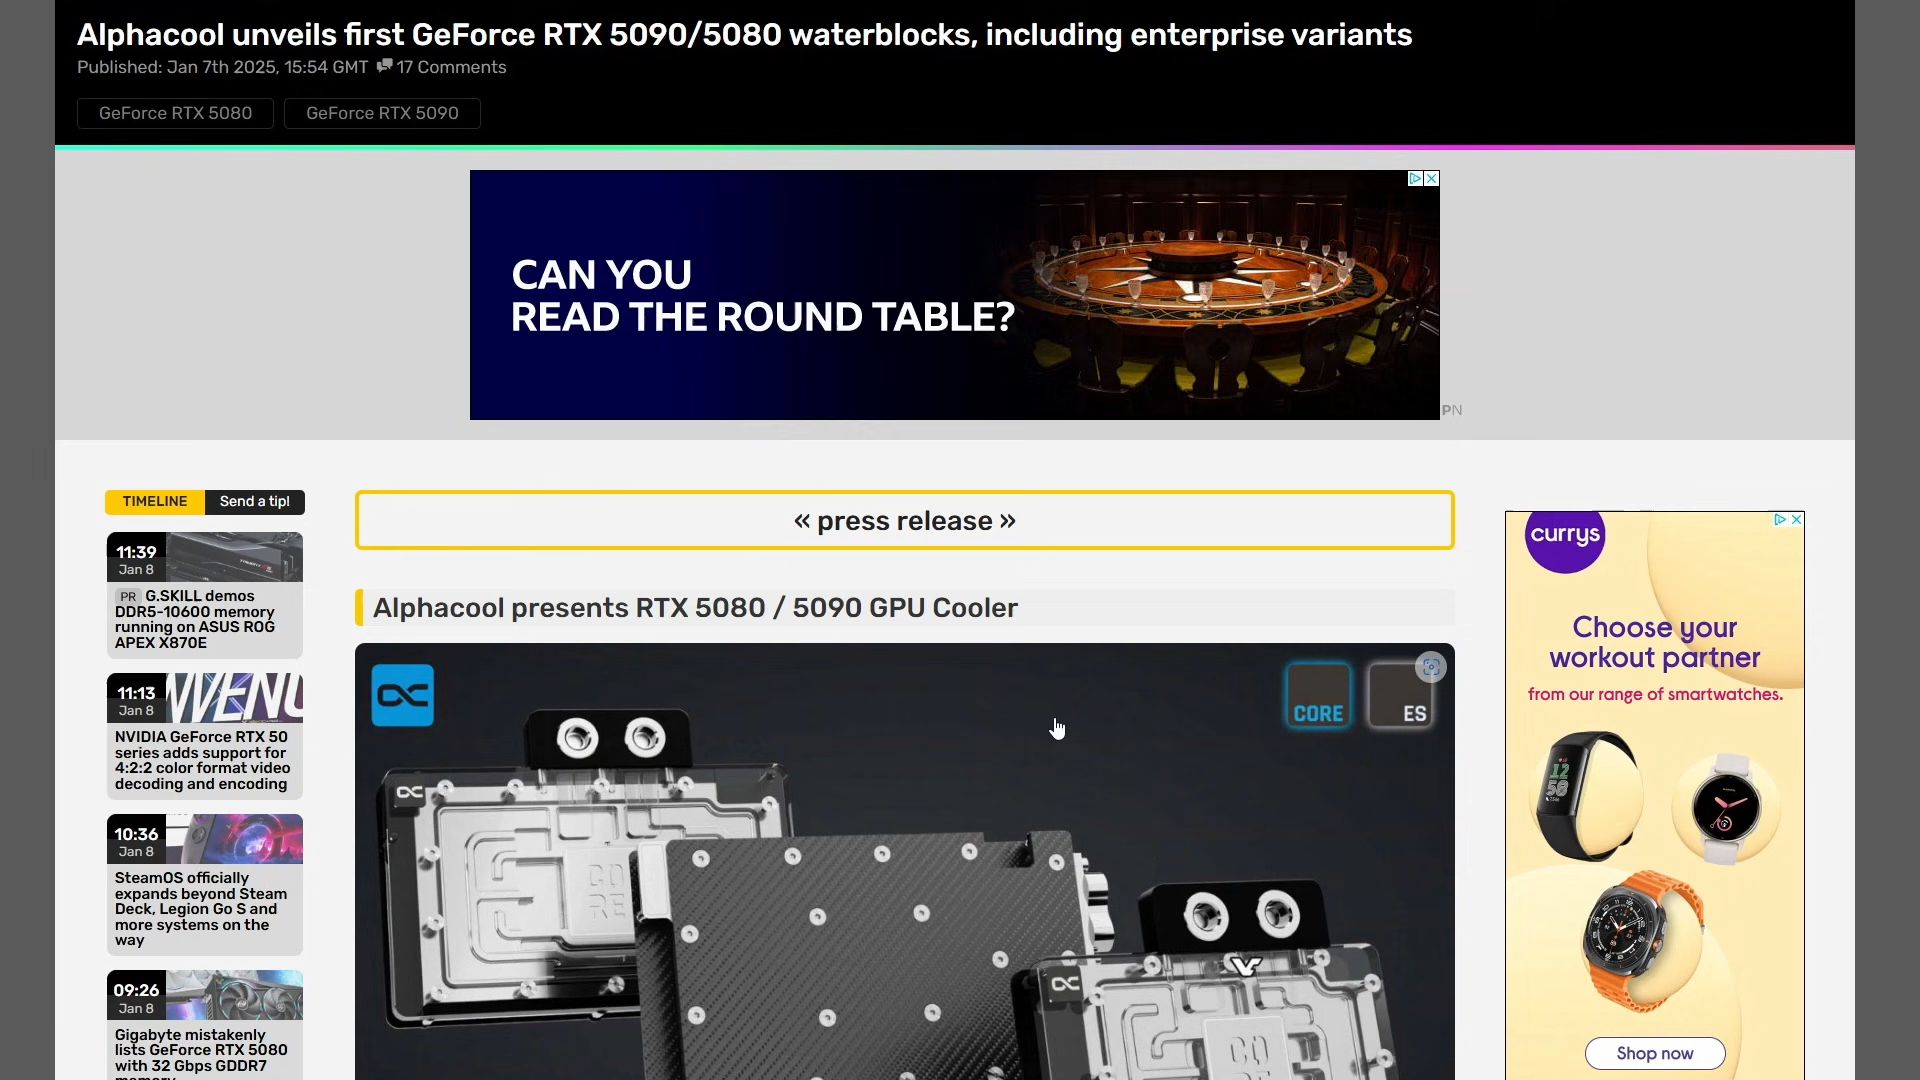 Alphacool unveils first GeForce RTX 5090/5080 waterblocks, including enterprise variants
Published: Jan 7th 2025, 15:54 GMT 17 Comments
GeForce RTX 5080 GeForce RTX 5090
CAN YOU
READ THE ROUND TABLE?
PN
TIMELINE Send a tip!
11:39
Jan 8
PR G.SKILL demos
DDR5-10600 memory
running on ASUS ROG
APEX X870E
11:13
Jan 8
NVIDIA GeForce RTX 50
series adds support for
4:2:2 color format video
decoding and encoding
10:36
Jan 8
SteamOS officially
expands beyond Steam
Deck, Legion Go S and
more systems on the
way
09:26
Jan 8
Gigabyte mistakenly
lists GeForce RTX 5080
with 32 Gbps GDDR7
memory
« press release »
Alphacool presents RTX 5080 / 5090 GPU Cooler
CORE ES
CO
RE
CO
currys
Choose your
workout partner
from our range of smartwatches.
12
58
Shop now